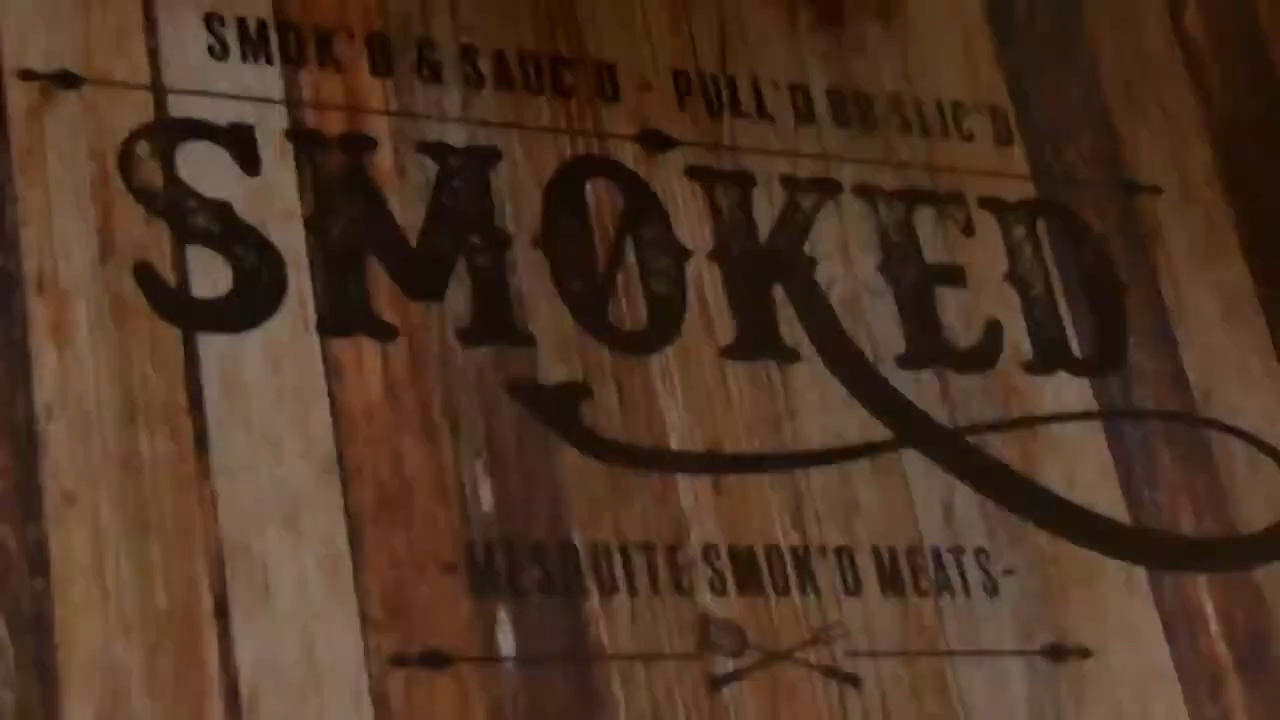 SMOK'D & SAUC'D - PULL'D OR SLIC'D
SMOKED
-MESQUITE SMOK'D MEATS-